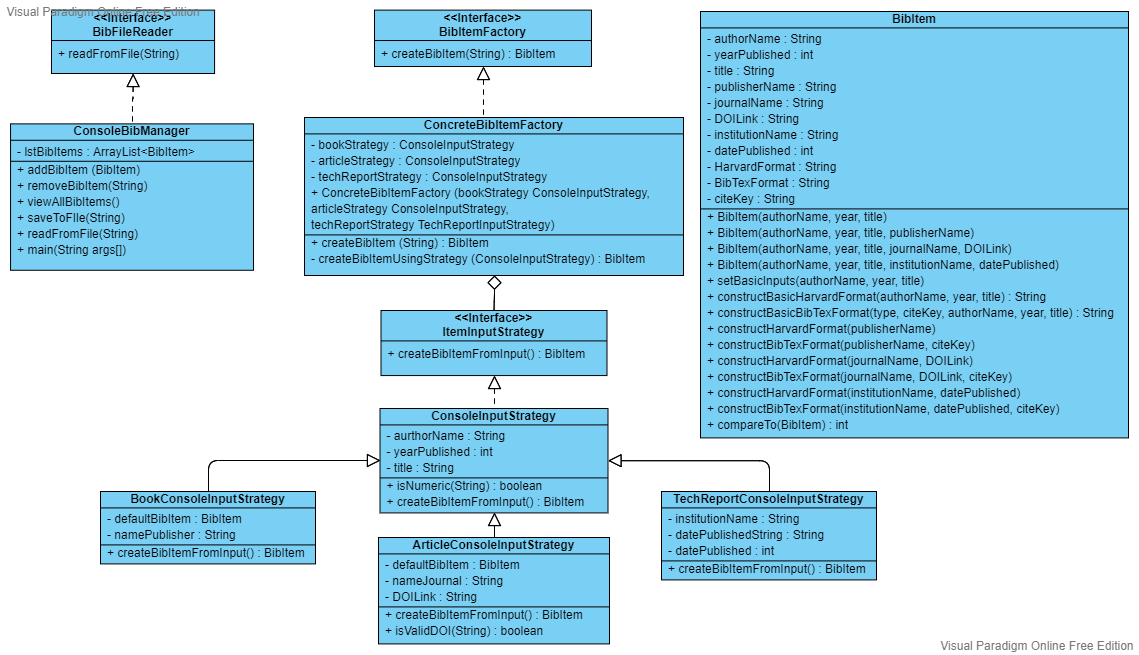 Visual Paradigm Online Free Edition
<<Interface>>
BibFileReader
+ readFromFile(String)
<<Interface>>
BibItemFactory
+ createBibItem(String) : BibItem
BibItem
- authorName : String
- yearPublished : int
- title : String
- publisherName : String
- journalName : String
- DOILink : String
- institutionName : String
- datePublished : int
- HarvardFormat : String
- BibTexFormat : String
- citeKey : String
+ BibItem(authorName, year, title)
+ BibItem(authorName, year, title, publisherName)
+ BibItem(authorName, year, title, journalName, DOILink)
+ BibItem(authorName, year, title, institutionName, datePublished)
+ setBasicInputs(authorName, year, title)
+ constructBasicHarvardFormat(authorName, year, title) : String
+ constructBasicBibTexFormat(type, citeKey, authorName, year, title) : String
+ constructHarvardFormat(publisherName)
+ constructBibTexFormat(publisherName, citeKey)
+ constructHarvardFormat(journalName, DOILink)
+ constructBibTexFormat(journalName, DOILink, citeKey)
+ constructHarvardFormat(institutionName, datePublished)
+ constructBibTexFormat(institutionName, datePublished, citeKey)
+ compareTo(BibItem) : int
ConsoleBibManager
- lstBibItems : ArrayList<BibItem>
+ addBibItem (BibItem)
+ removeBibItem(String)
+ viewAllBibItems()
+ saveToFIle(String)
+ readFromFile(String)
+ main(String args[])
ConcreteBibItemFactory
- bookStrategy : ConsoleInputStrategy
- articleStrategy : ConsoleInputStrategy
- techReportStrategy : ConsoleInputStrategy
+ ConcreteBibItemFactory (bookStrategy ConsoleInputStrategy,
articleStrategy ConsoleInputStrategy,
techReportStrategy TechReportInputStrategy)
+ createBibItem (String) : BibItem
- createBibItemUsingStrategy (ConsoleInputStrategy) : BibItem
<<Interface>>
ItemInputStrategy
+ createBibItemFromInput() : BibItem
ConsoleInputStrategy
- aurthorName : String
- yearPublished : int
- title : String
+ isNumeric(String) : boolean
+ createBibItemFromInput() : BibItem
BookConsoleInputStrategy
- defaultBibItem : BibItem
- namePublisher : String
+ createBibItemFromInput() : BibItem
ArticleConsoleInputStrategy
- defaultBibItem : BibItem
- nameJournal : String
- DOILink : String
+ createBibItemFromInput() : BibItem
+ isValidDOI(String) : boolean
TechReportConsoleInputStrategy
- institutionName : String
- datePublishedString : String
- datePublished : int
+ createBibItemFromInput() : BibItem
Visual Paradigm Online Free Edition